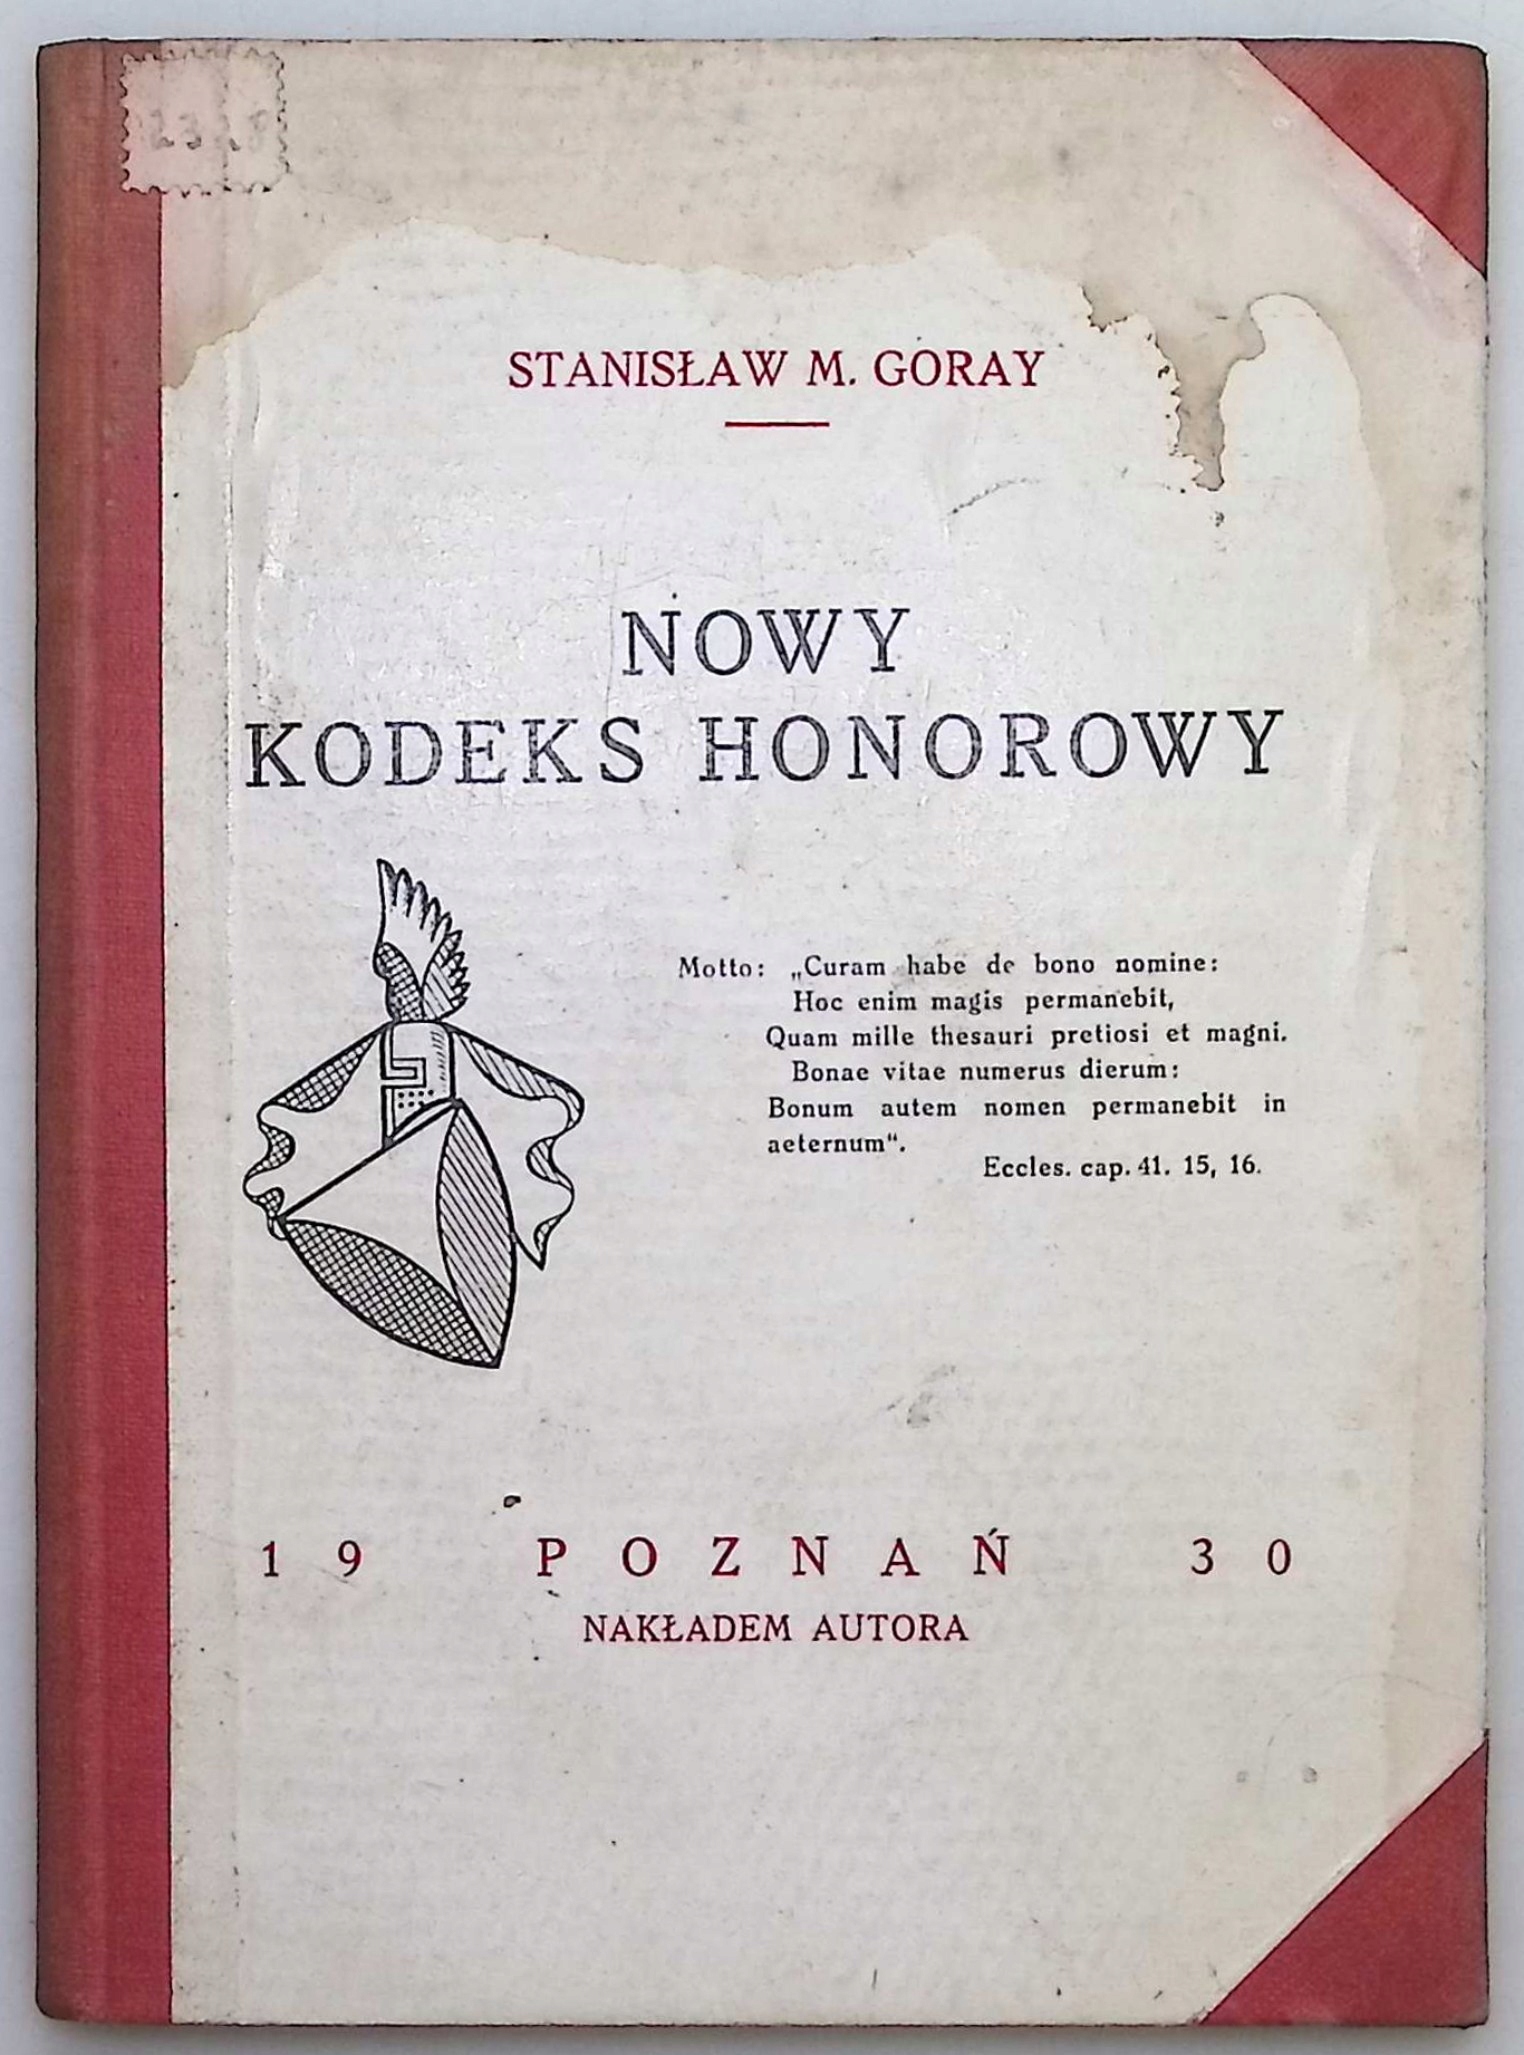 STANISŁAW M. GORAY
NOWY
KODEKS HONOROWY
Motto: „Curam habe de bono nomine:
Hoc enim magis permanebit,
Quam mille thesauri pretiosi et magni.
Bonae vitae numerus dierum:
Bonum autem nomen permanebit in
aeternum“.
Eccles. cap. 41. 15, 16.
19 POZNAŃ 30
NAKŁADEM AUTORA